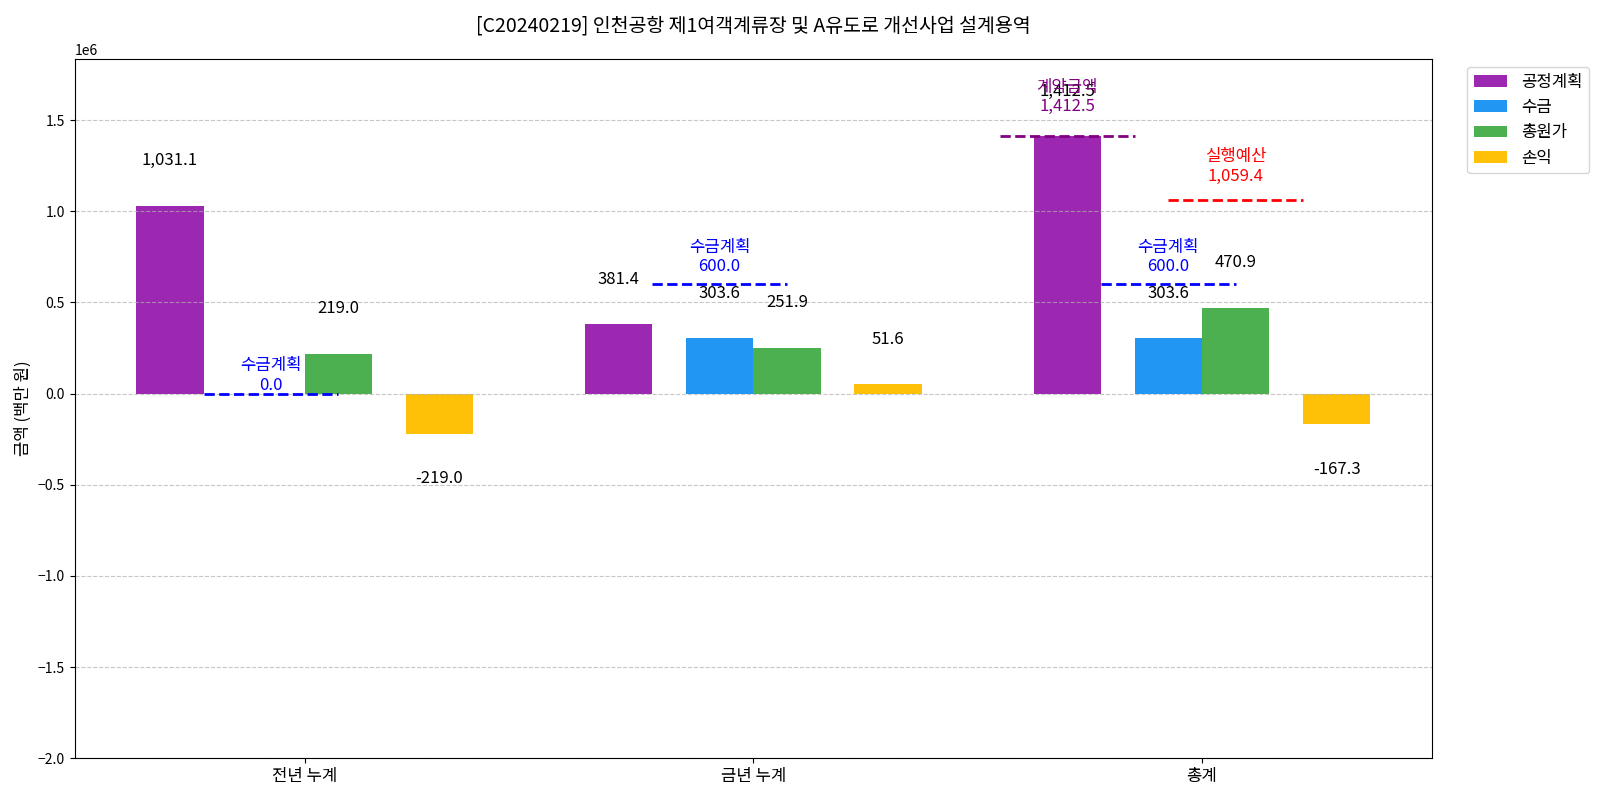 [C20240219] 인천공항 제1여객계류장 및 A유도로 개선사업 설계용역
1e6
공정계획
수금
총원가
손익
계약금액
1,412.5
1,412.5
실행예산
1,059.4
1,031.1
수금계획
600.0
수금계획
600.0
470.9
381.4
303.6
251.9
303.6
219.0
51.6
수금계획
0.0
-219.0
-167.3
1.5
1.0
0.5
0.0
−0.5
−1.0
−1.5
−2.0
금액 (백만 원)
전년 누계
금년 누계
총계